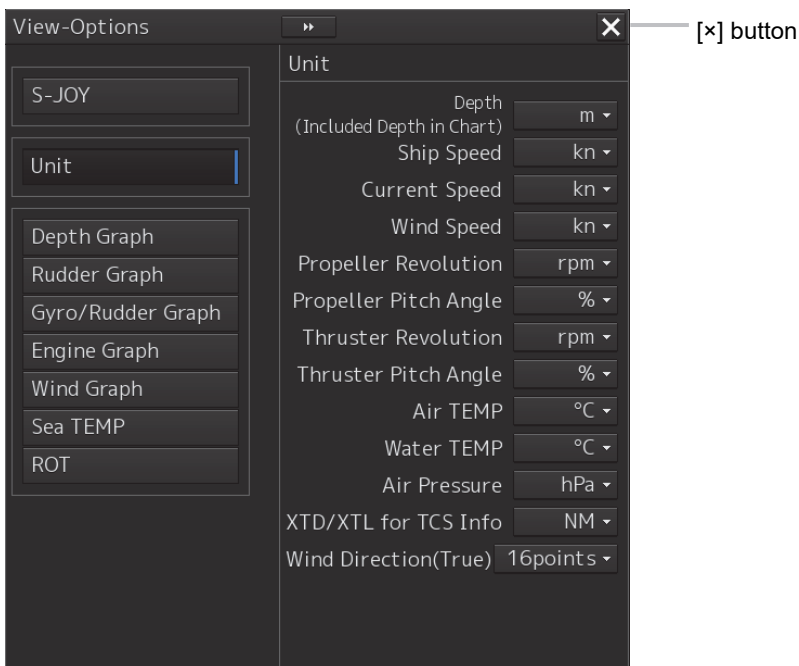 View-Options
[×] button
S-JOY
Unit
Depth Graph
Rudder Graph
Gyro/Rudder Graph
Engine Graph
Wind Graph
Sea TEMP
ROT
Unit
Depth
(Included Depth in Chart) m
Ship Speed kn
Current Speed kn
Wind Speed kn
Propeller Revolution rpm
Propeller Pitch Angle %
Thruster Revolution rpm
Thruster Pitch Angle %
Air TEMP °C
Water TEMP °C
Air Pressure hPa
XTD/XTL for TCS Info NM
Wind Direction(True) 16points